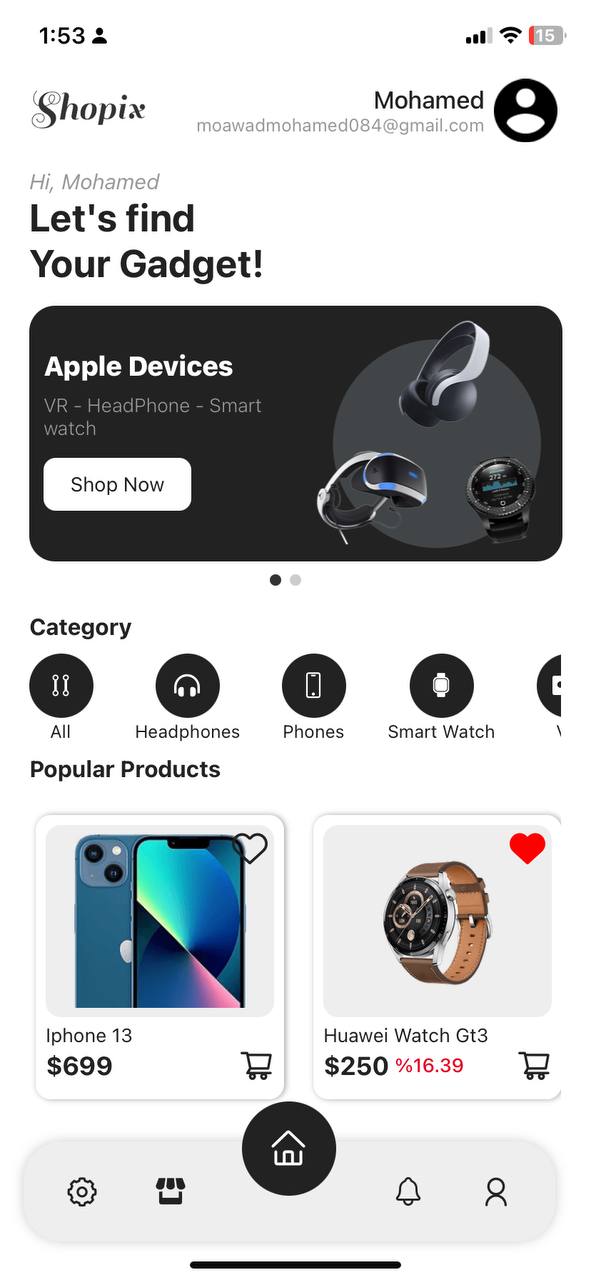 1:53
15
Shopix
Mohamed
moawadmohamed084@gmail.com
Hi, Mohamed
Let's find
Your Gadget!
Apple Devices
VR - HeadPhone - Smart
watch
272
Shop Now
Category
All
Headphones
Phones
Smart Watch
Popular Products
Iphone 13
$699
Huawei Watch Gt3
$250 %16.39